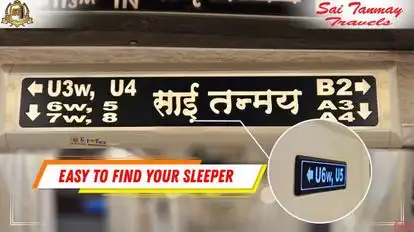 Sai Tanmay
Travels
← U3w, U4
↓ 6w, 5
7w, 8
साई तन्मय
B2 →
A3 ↓
A4
← U6w, U5
EASY TO FIND YOUR SLEEPER